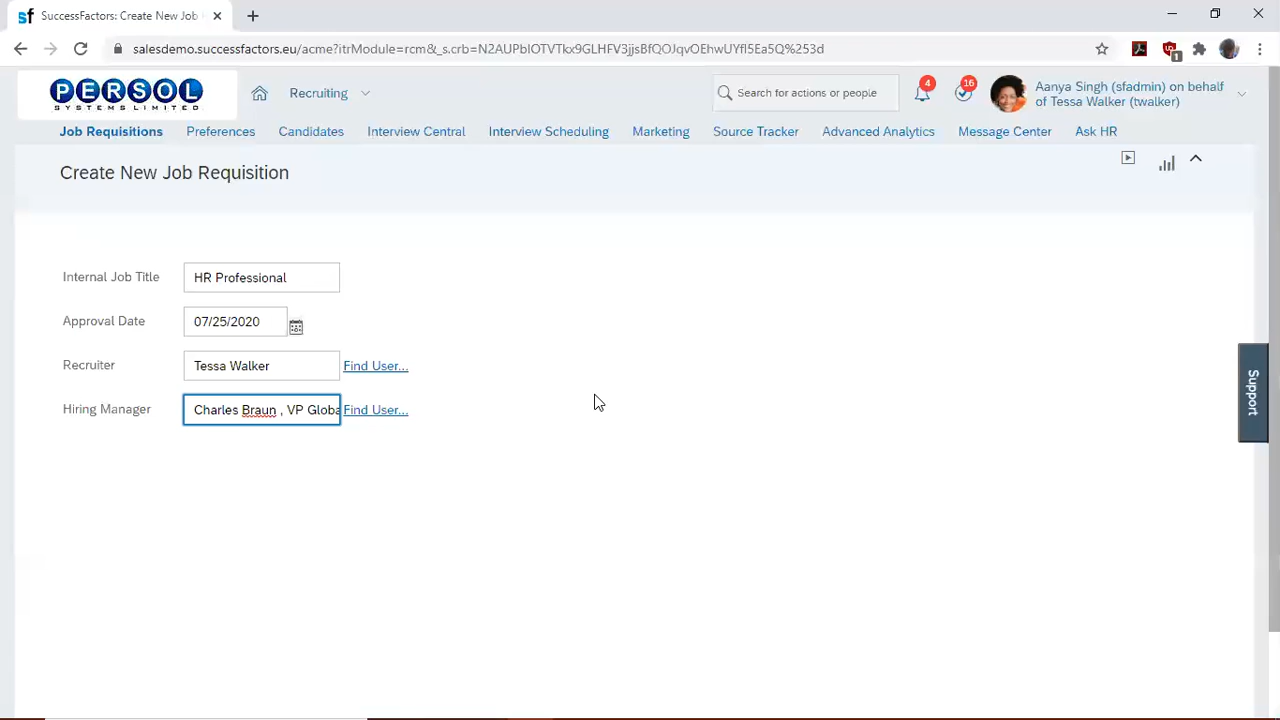 SuccessFactors: Create New Job
salesdemo.successfactors.eu/acme?itrModule=rcm&_s.crb=N2AUPblOTVTkx9GLHFV3jjsBfQOJqvOEhwUYfl5Ea5Q%253d
PERSOL
SYSTEMS LIMITED
Recruiting
Search for actions or people
4
16
Aanya Singh (sfadmin) on behalf
of Tessa Walker (twalker)
Job Requisitions Preferences Candidates Interview Central Interview Scheduling Marketing Source Tracker Advanced Analytics Message Center Ask HR
Create New Job Requisition
Internal Job Title HR Professional
Approval Date 07/25/2020
Recruiter Tessa Walker Find User...
Hiring Manager Charles Braun , VP Globa Find User...
Support